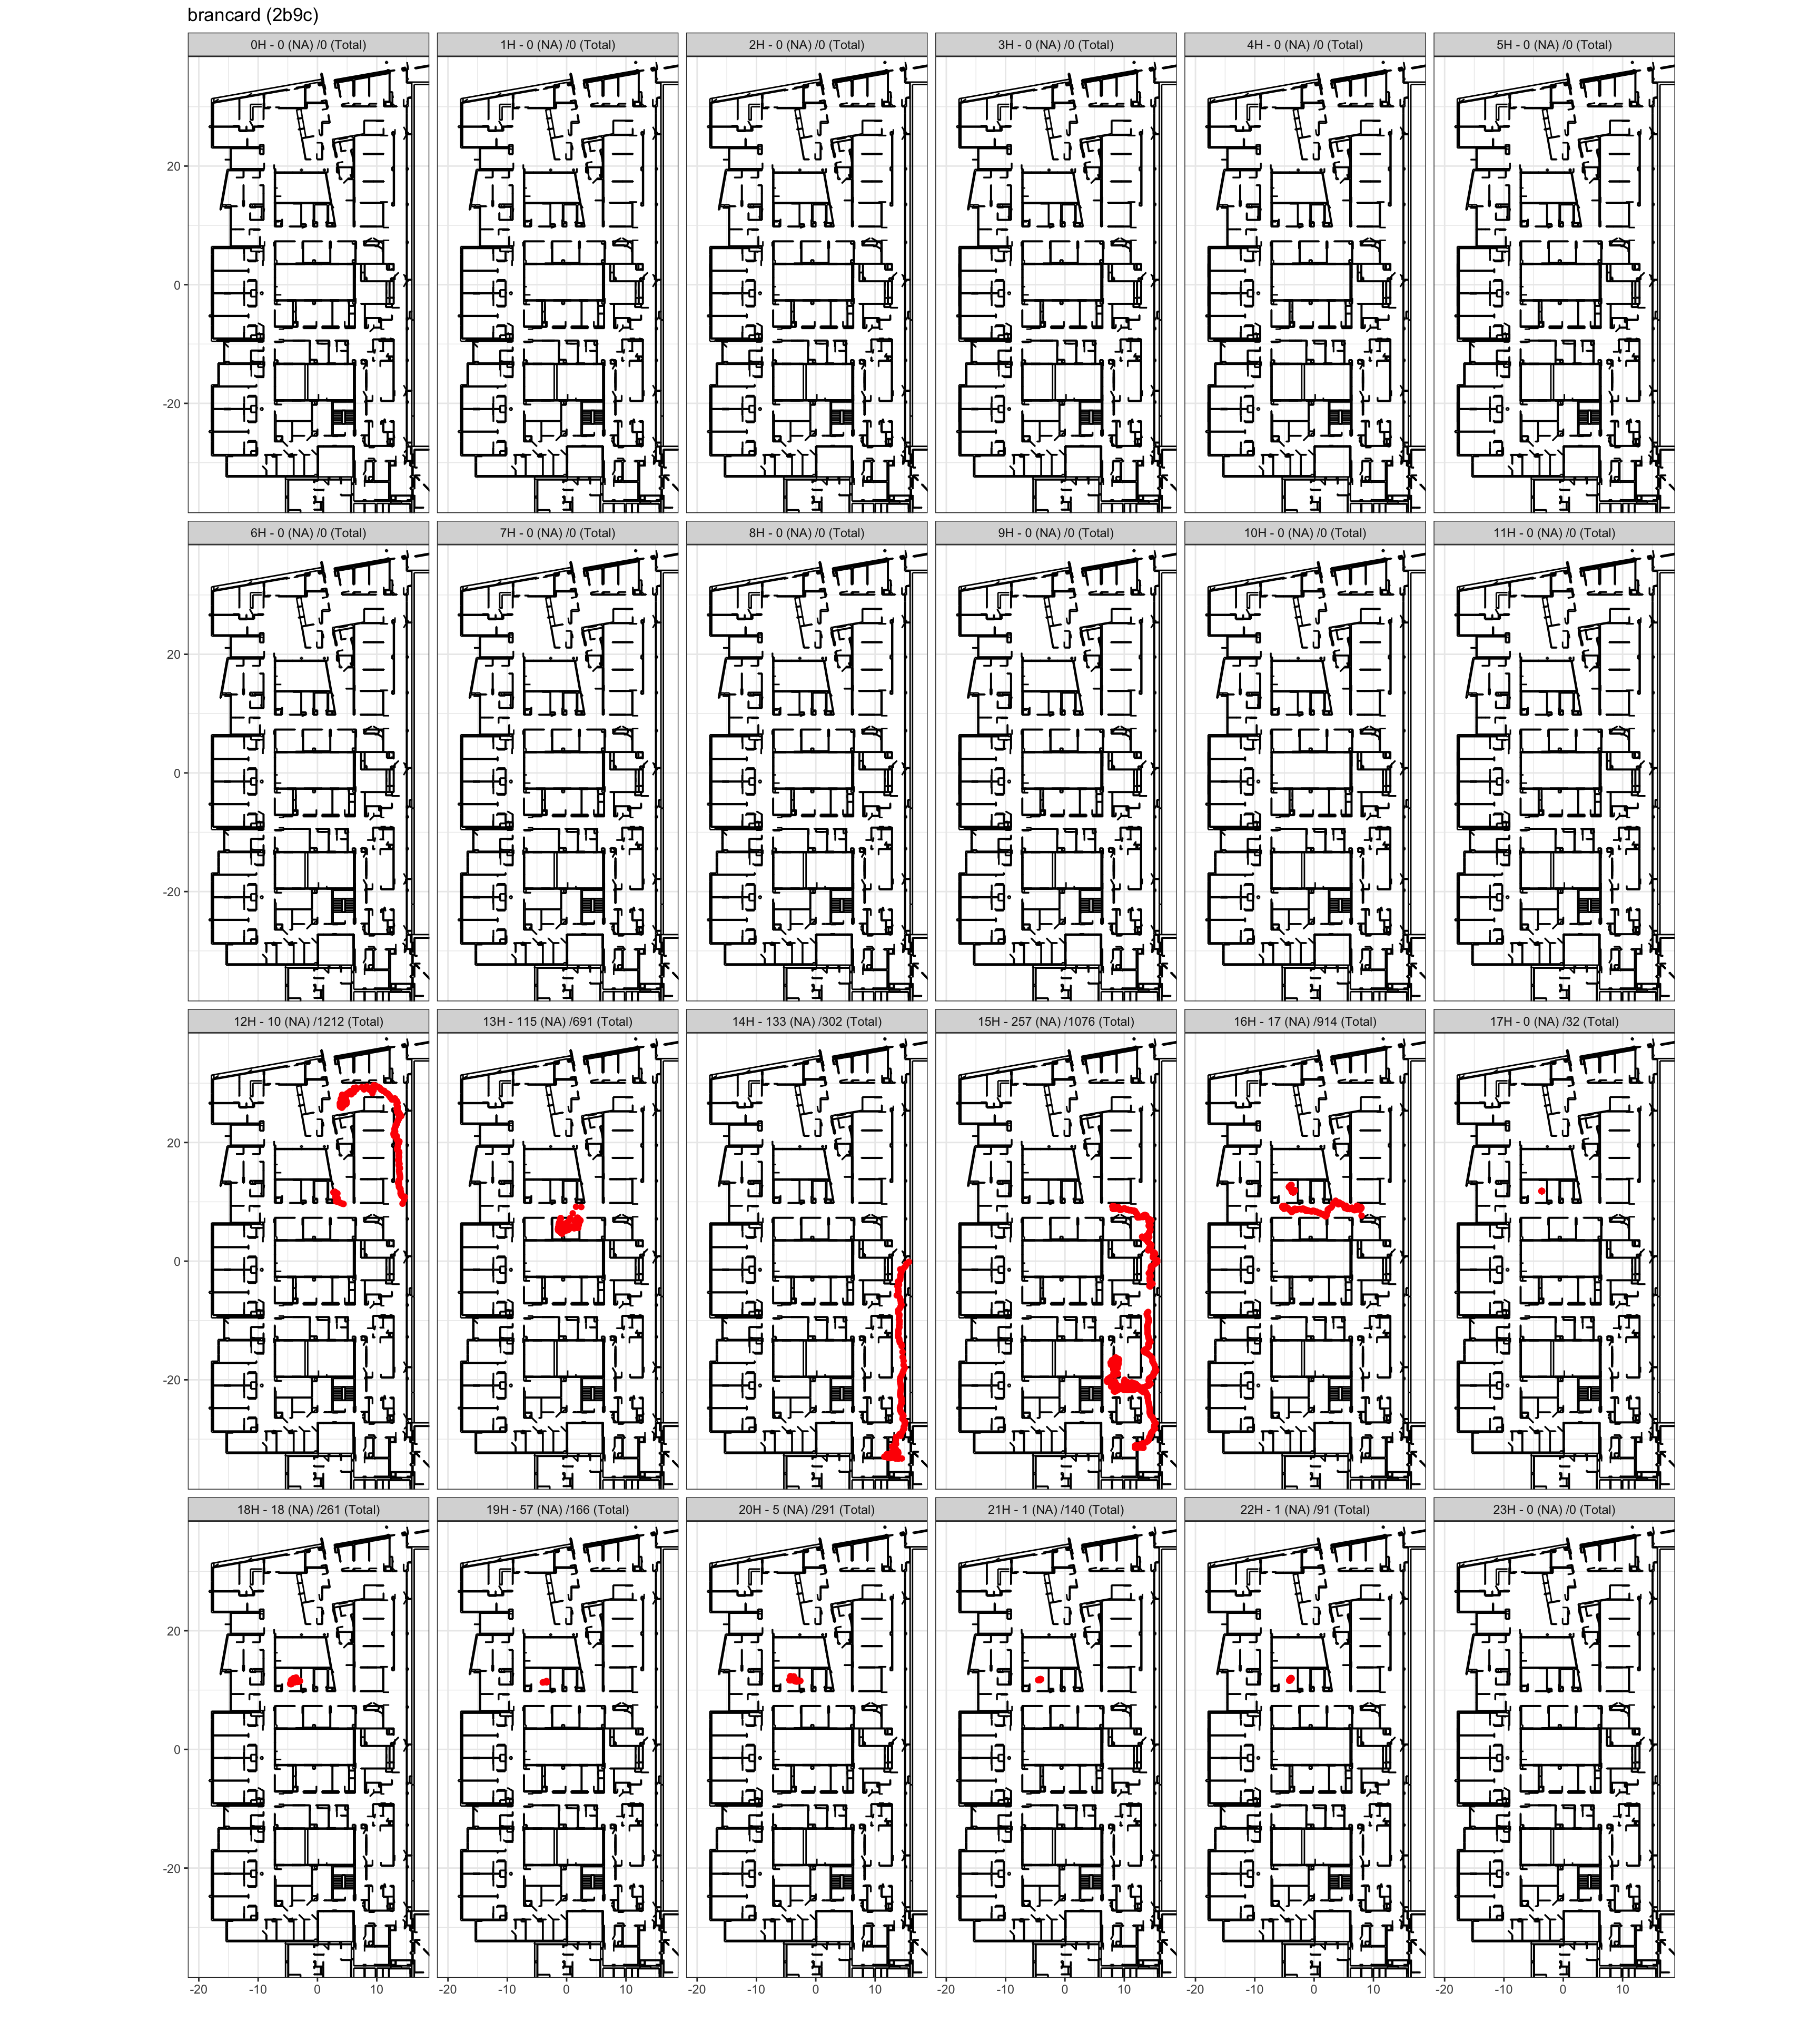 brancard (2b9c)
0H - 0 (NA) /0 (Total) 1H - 0 (NA) /0 (Total) 2H - 0 (NA) /0 (Total) 3H - 0 (NA) /0 (Total) 4H - 0 (NA) /0 (Total) 5H - 0 (NA) /0 (Total)
20
0
-20
6H - 0 (NA) /0 (Total) 7H - 0 (NA) /0 (Total) 8H - 0 (NA) /0 (Total) 9H - 0 (NA) /0 (Total) 10H - 0 (NA) /0 (Total) 11H - 0 (NA) /0 (Total)
20
0
-20
12H - 10 (NA) /1212 (Total) 13H - 115 (NA) /691 (Total) 14H - 133 (NA) /302 (Total) 15H - 257 (NA) /1076 (Total) 16H - 17 (NA) /914 (Total) 17H - 0 (NA) /32 (Total)
20
0
-20
18H - 18 (NA) /261 (Total) 19H - 57 (NA) /166 (Total) 20H - 5 (NA) /291 (Total) 21H - 1 (NA) /140 (Total) 22H - 1 (NA) /91 (Total) 23H - 0 (NA) /0 (Total)
20
0
-20
-20 -10 0 10 -20 -10 0 10 -20 -10 0 10 -20 -10 0 10 -20 -10 0 10 -20 -10 0 10